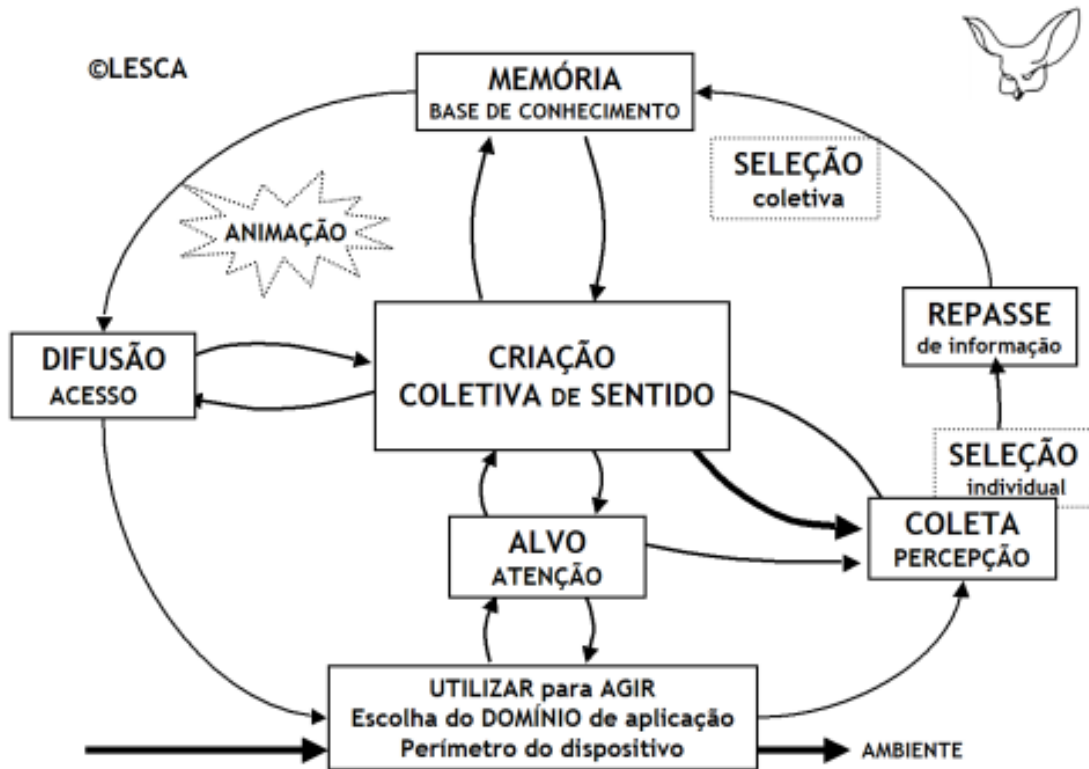 ©LESCA
MEMÓRIA
BASE DE CONHECIMENTO
SELEÇÃO
coletiva
ANIMAÇÃO
REPASSE
de informação
DIFUSÃO
ACESSO
CRIAÇÃO
COLETIVA DE SENTIDO
SELEÇÃO
individual
COLETA
PERCEPÇÃO
ALVO
ATENÇÃO
UTILIZAR para AGIR
Escolha do DOMÍNIO de aplicação
Perímetro do dispositivo
AMBIENTE